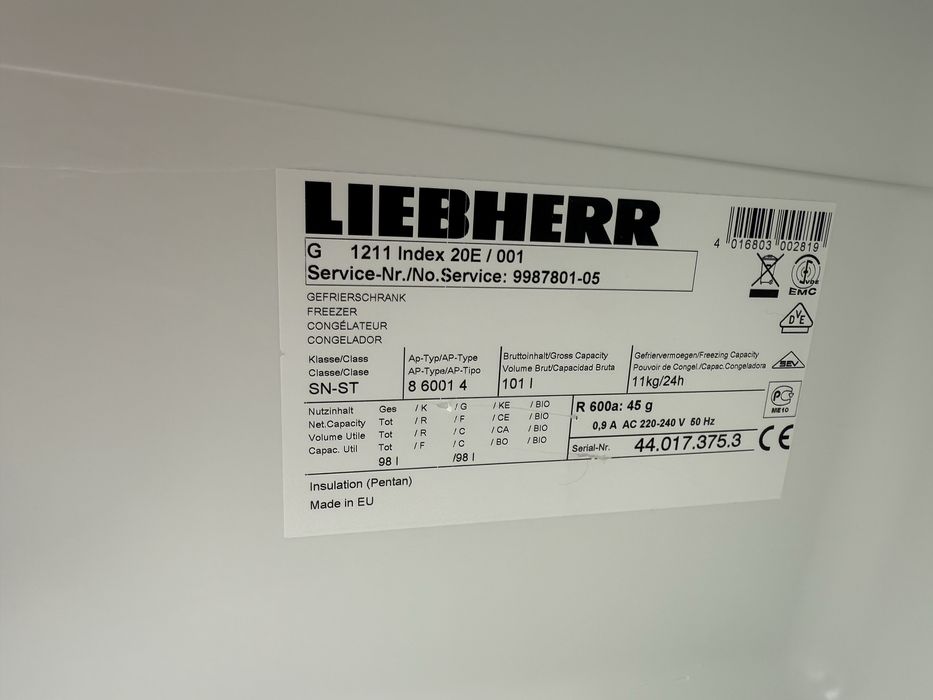 LIEBHERR
G 1211 Index 20E / 001
Service-Nr./No.Service: 9987801-05
4 016803 002819
VDE
EMC
DVE
GEFRIERSCHRANK
FREEZER
CONGÉLATEUR
CONGELADOR
Klasse/Class
Classe/Clase
SN-ST
Ap-Typ/AP-Type
AP-Type/AP-Tipo
8 6001 4
Bruttoinhalt/Gross Capacity
Volume Brut/Capacidad Bruta
101 l
Gefriervermoegen/Freezing Capacity
Pouvoir de Congel./Capac.Congeladora
11kg/24h
SEV
Nutzinhalt Ges / K / G / KE / BIO
Net.Capacity Tot / R / F / CE / BIO
Volume Utile Tot / R / C / CA / BIO
Capac. Util Tot / F / C / BO / BIO
98 l /98 l
R 600a: 45 g
0,9 A AC 220-240 V 50 Hz
Serial-Nr. 44.017.375.3
ME10
CE
Insulation (Pentan)
Made in EU